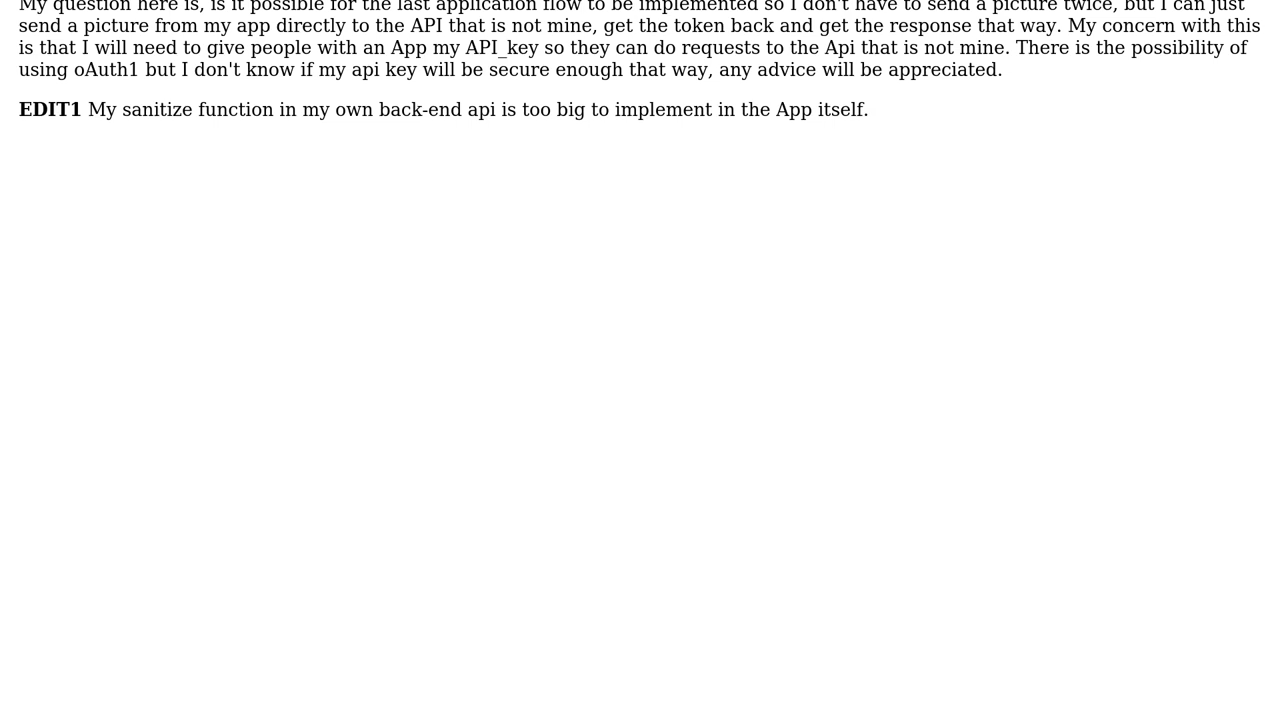 My question here is, is it possible for the last application flow to be implemented so I don't have to send a picture twice, but I can just
send a picture from my app directly to the API that is not mine, get the token back and get the response that way. My concern with this
is that I will need to give people with an App my API_key so they can do requests to the Api that is not mine. There is the possibility of
using oAuth1 but I don't know if my api key will be secure enough that way, any advice will be appreciated.
EDIT1 My sanitize function in my own back-end api is too big to implement in the App itself.